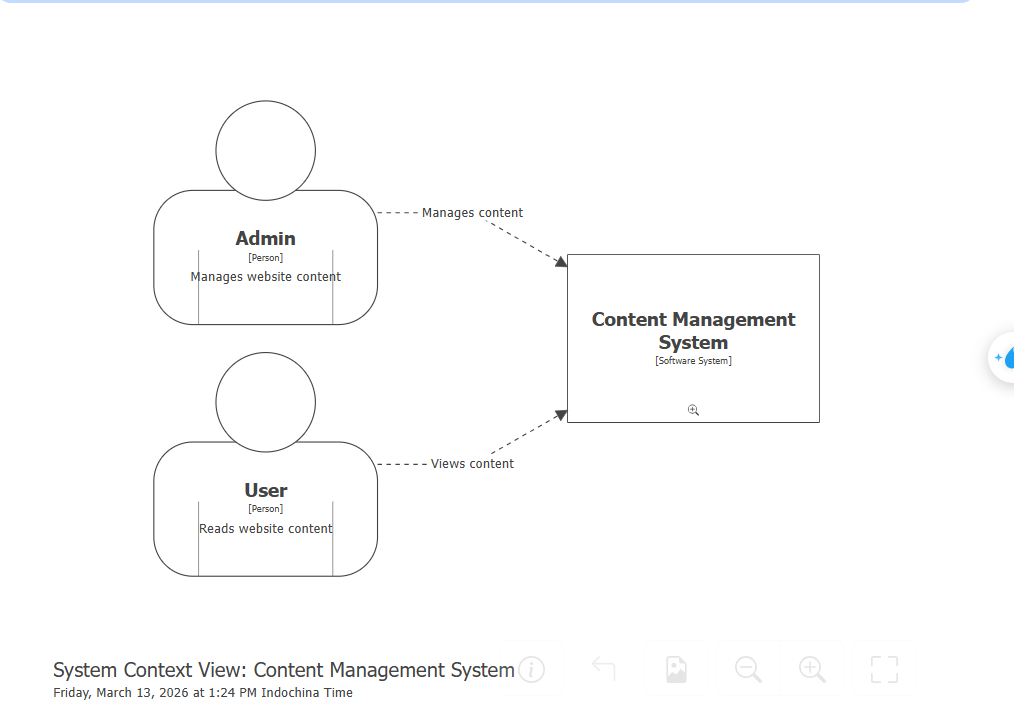 Admin
[Person]
Manages website content
Manages content
Content Management
System
[Software System]
User
[Person]
Reads website content
Views content
System Context View: Content Management System
Friday, March 13, 2026 at 1:24 PM Indochina Time